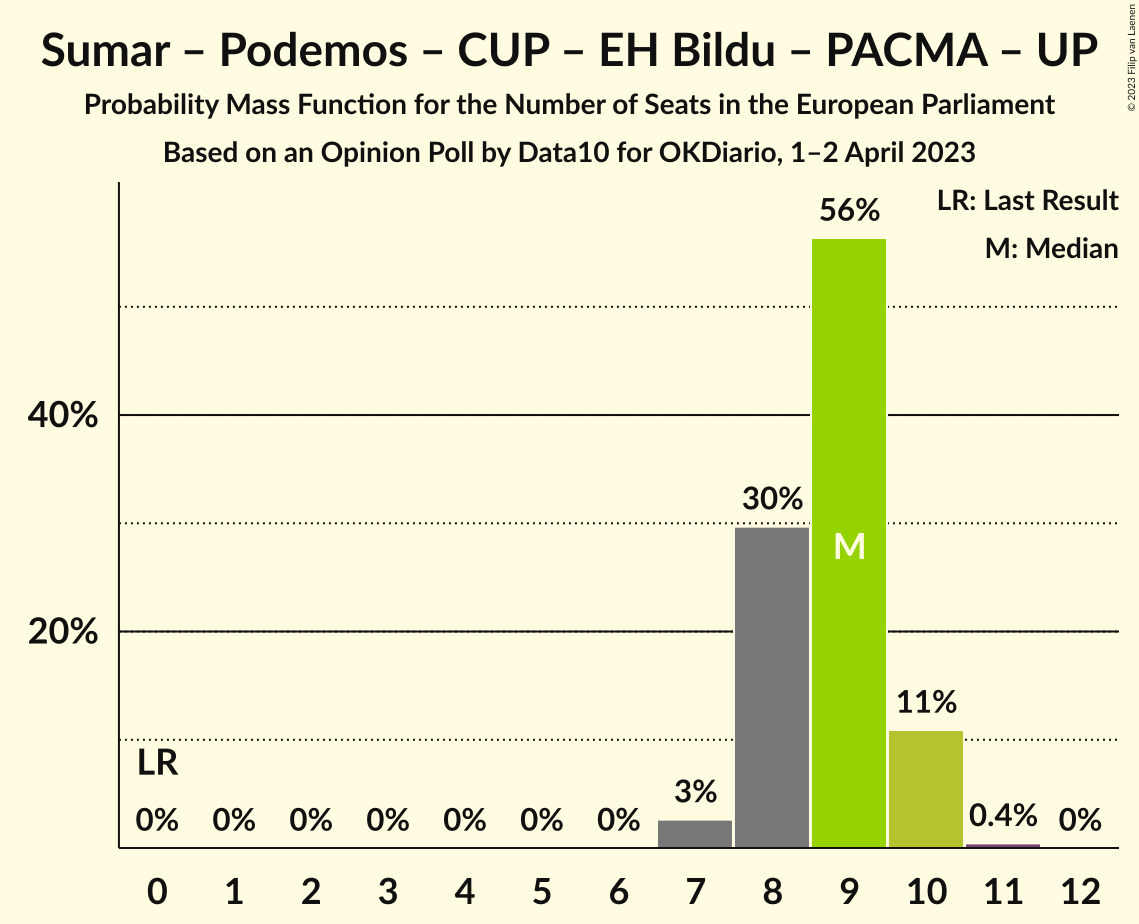 Sumar – Podemos – CUP – EH Bildu – PACMA – UP
Probability Mass Function for the Number of Seats in the European Parliament
Based on an Opinion Poll by Data10 for OKDiario, 1–2 April 2023
© 2023 Filip van Laenen
LR: Last Result
M: Median
56%
40%
30%
M
20%
11%
LR
3%
0% 0% 0% 0% 0% 0% 0% 0.4% 0%
0 1 2 3 4 5 6 7 8 9 10 11 12